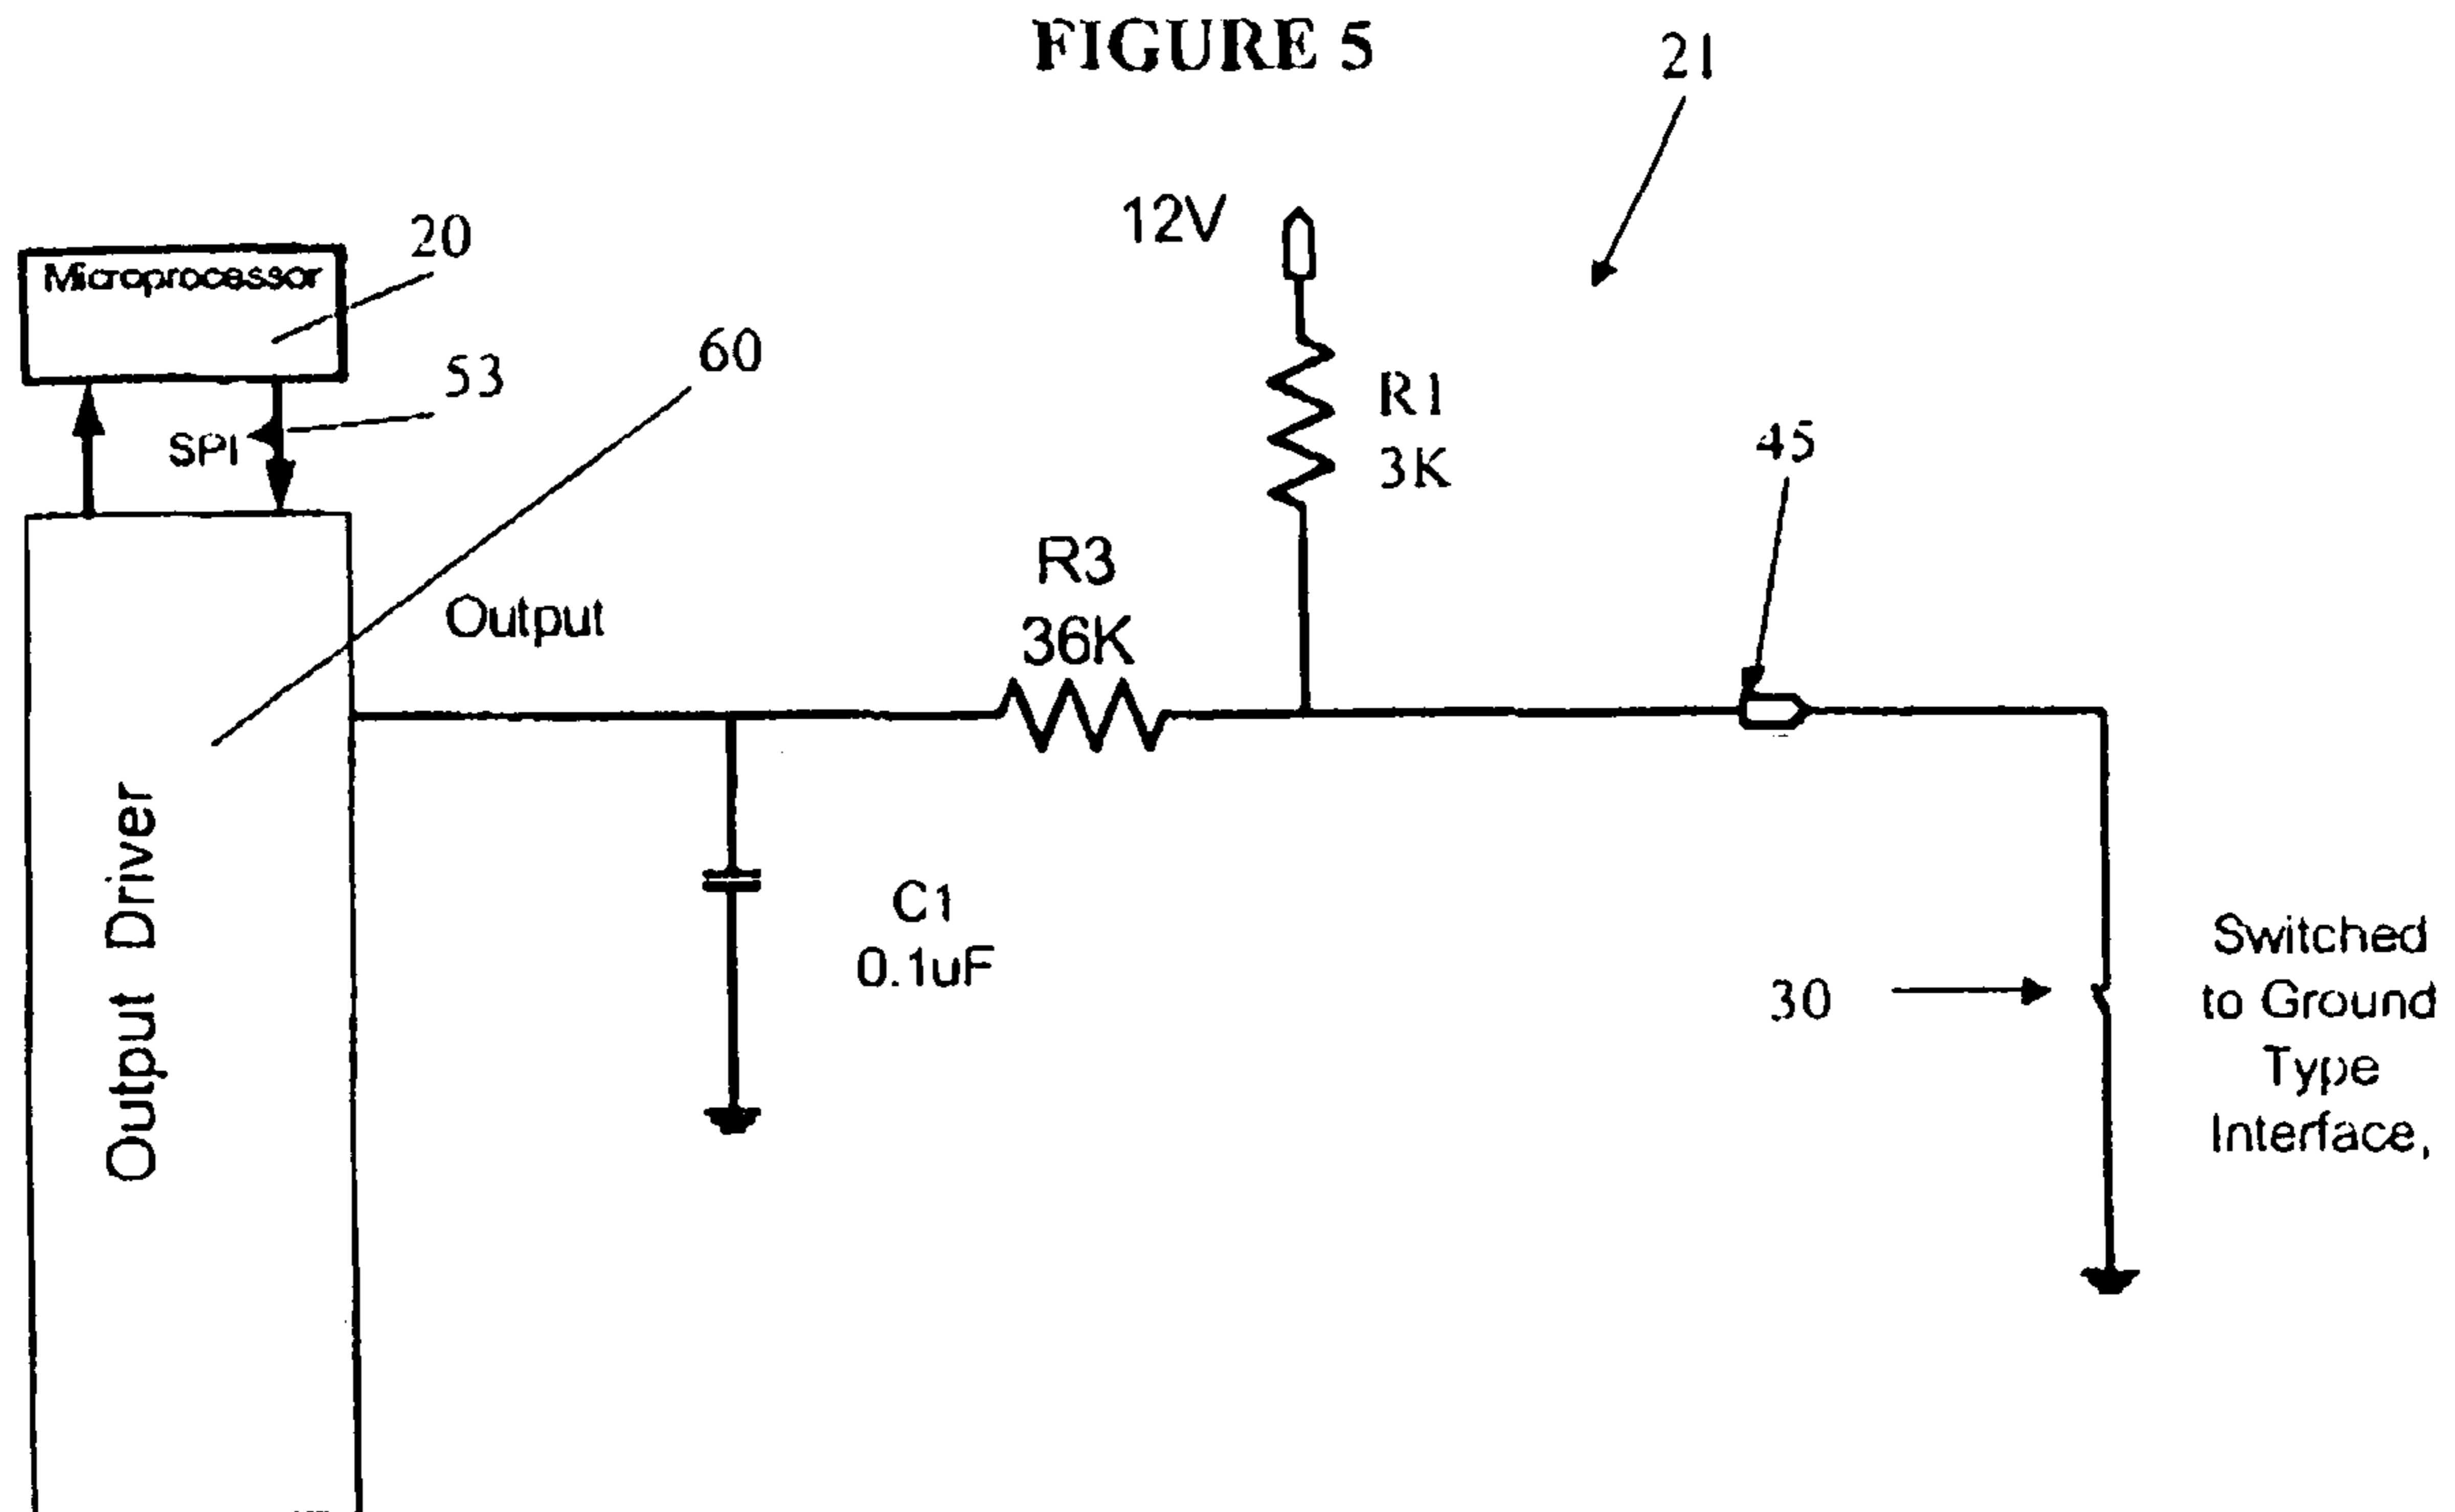 FIGURE 5
21
12V
20
Microprocessor
53
60
SPI
R1
3K
45
R3
36K
Output
Output Driver
C1
0.1uF
30
Switched
to Ground
Type
Interface,